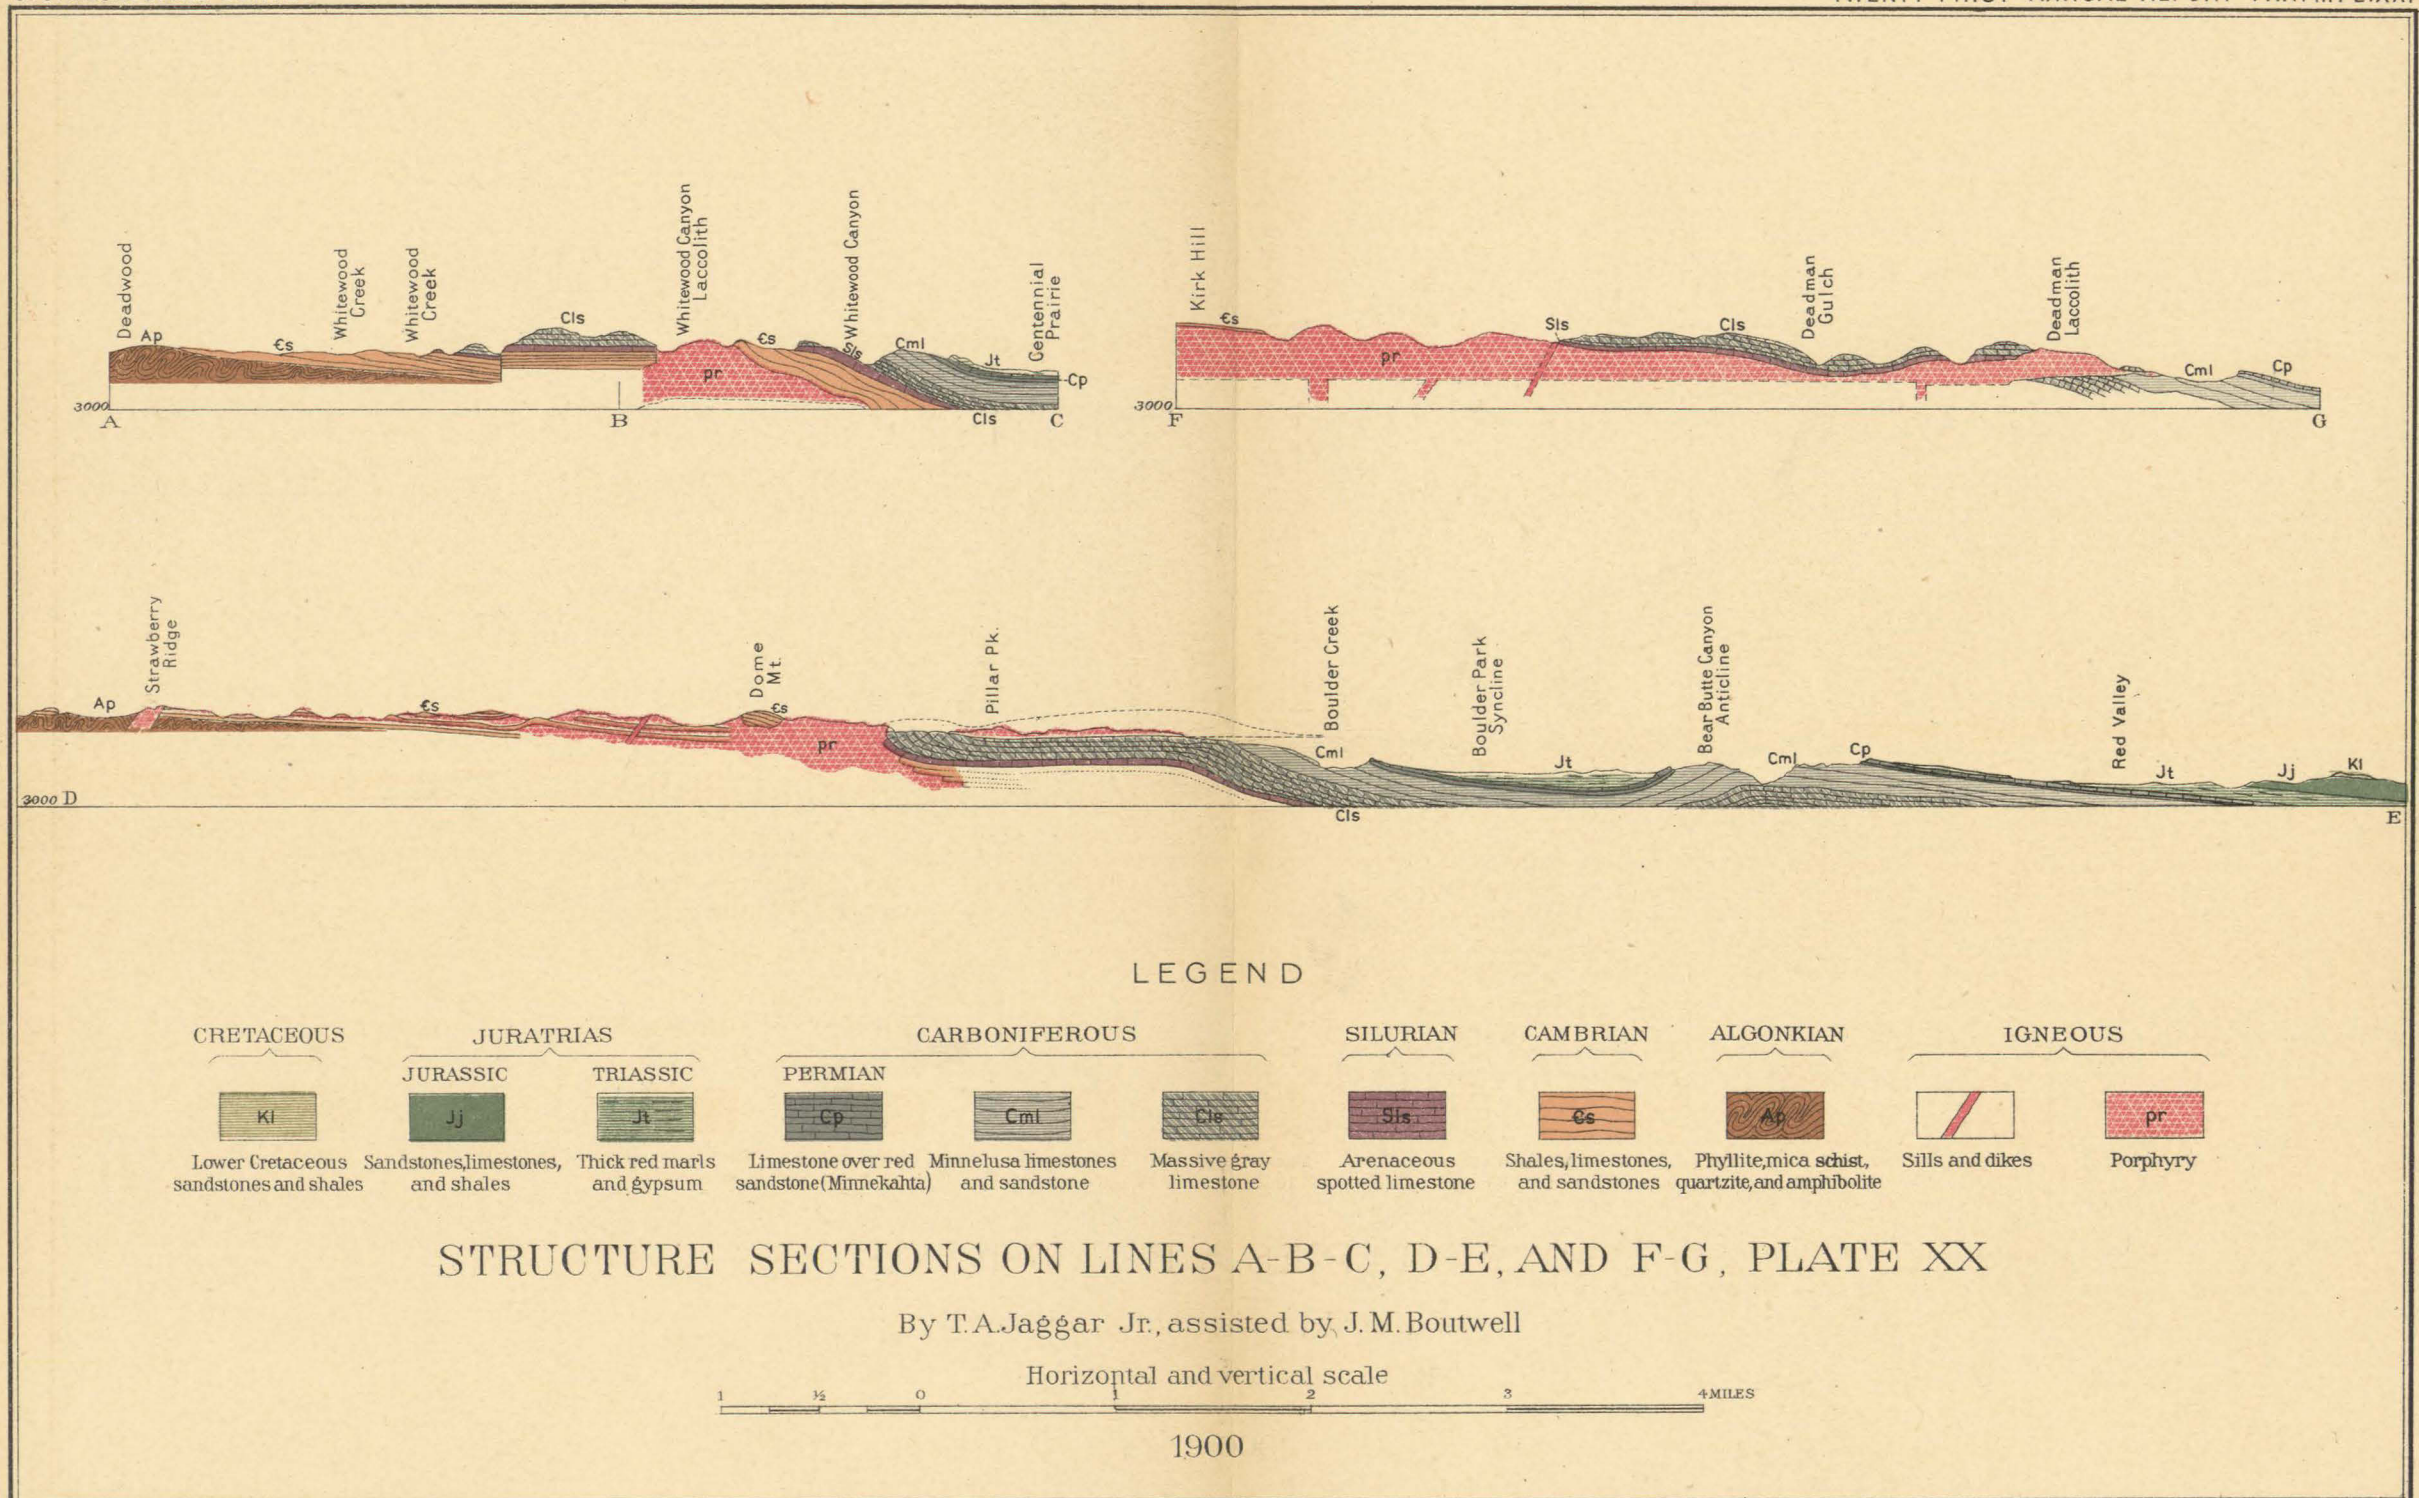 Deadwood
Ap
Єs
Whitewood
Creek
Whitewood
Creek
Cls
Whitewood Canyon
Laccolith
pr
Єs
Whitewood Canyon
Sls
Cml
Jt
Centennial
Prairie
Cp
Cls
3000
A
B
C
Kirk Hill
Єs
pr
Sls
Cls
Deadman
Gulch
Deadman
Laccolith
Cml
Cp
3000
F
G
Ap
Strawberry
Ridge
Єs
Dome
Mt.
Єs
pr
Pillar Pk.
Boulder Creek
Cml
Boulder Park
Syncline
Jt
Bear Butte Canyon
Anticline
Cml
Cp
Red Valley
Jt
Jj
Kl
3000 D
Cls
E
LEGEND
CRETACEOUS JURATRIAS CARBONIFEROUS SILURIAN CAMBRIAN ALGONKIAN IGNEOUS
JURASSIC TRIASSIC PERMIAN
Kl Jj Jt Cp Cml Cls Sls Єs Ap pr
Lower Cretaceous
sandstones and shales
Sandstones, limestones,
and shales
Thick red marls
and gypsum
Limestone over red
sandstone (Minnekahta)
Minnelusa limestones
and sandstone
Massive gray
limestone
Arenaceous
spotted limestone
Shales, limestones,
and sandstones
Phyllite, mica schist,
quartzite, and amphibolite
Sills and dikes
Porphyry
STRUCTURE SECTIONS ON LINES A-B-C, D-E, AND F-G, PLATE XX
By T.A. Jaggar Jr., assisted by J. M. Boutwell
Horizontal and vertical scale
1 ½ 0 1 2 3 4 MILES
1900